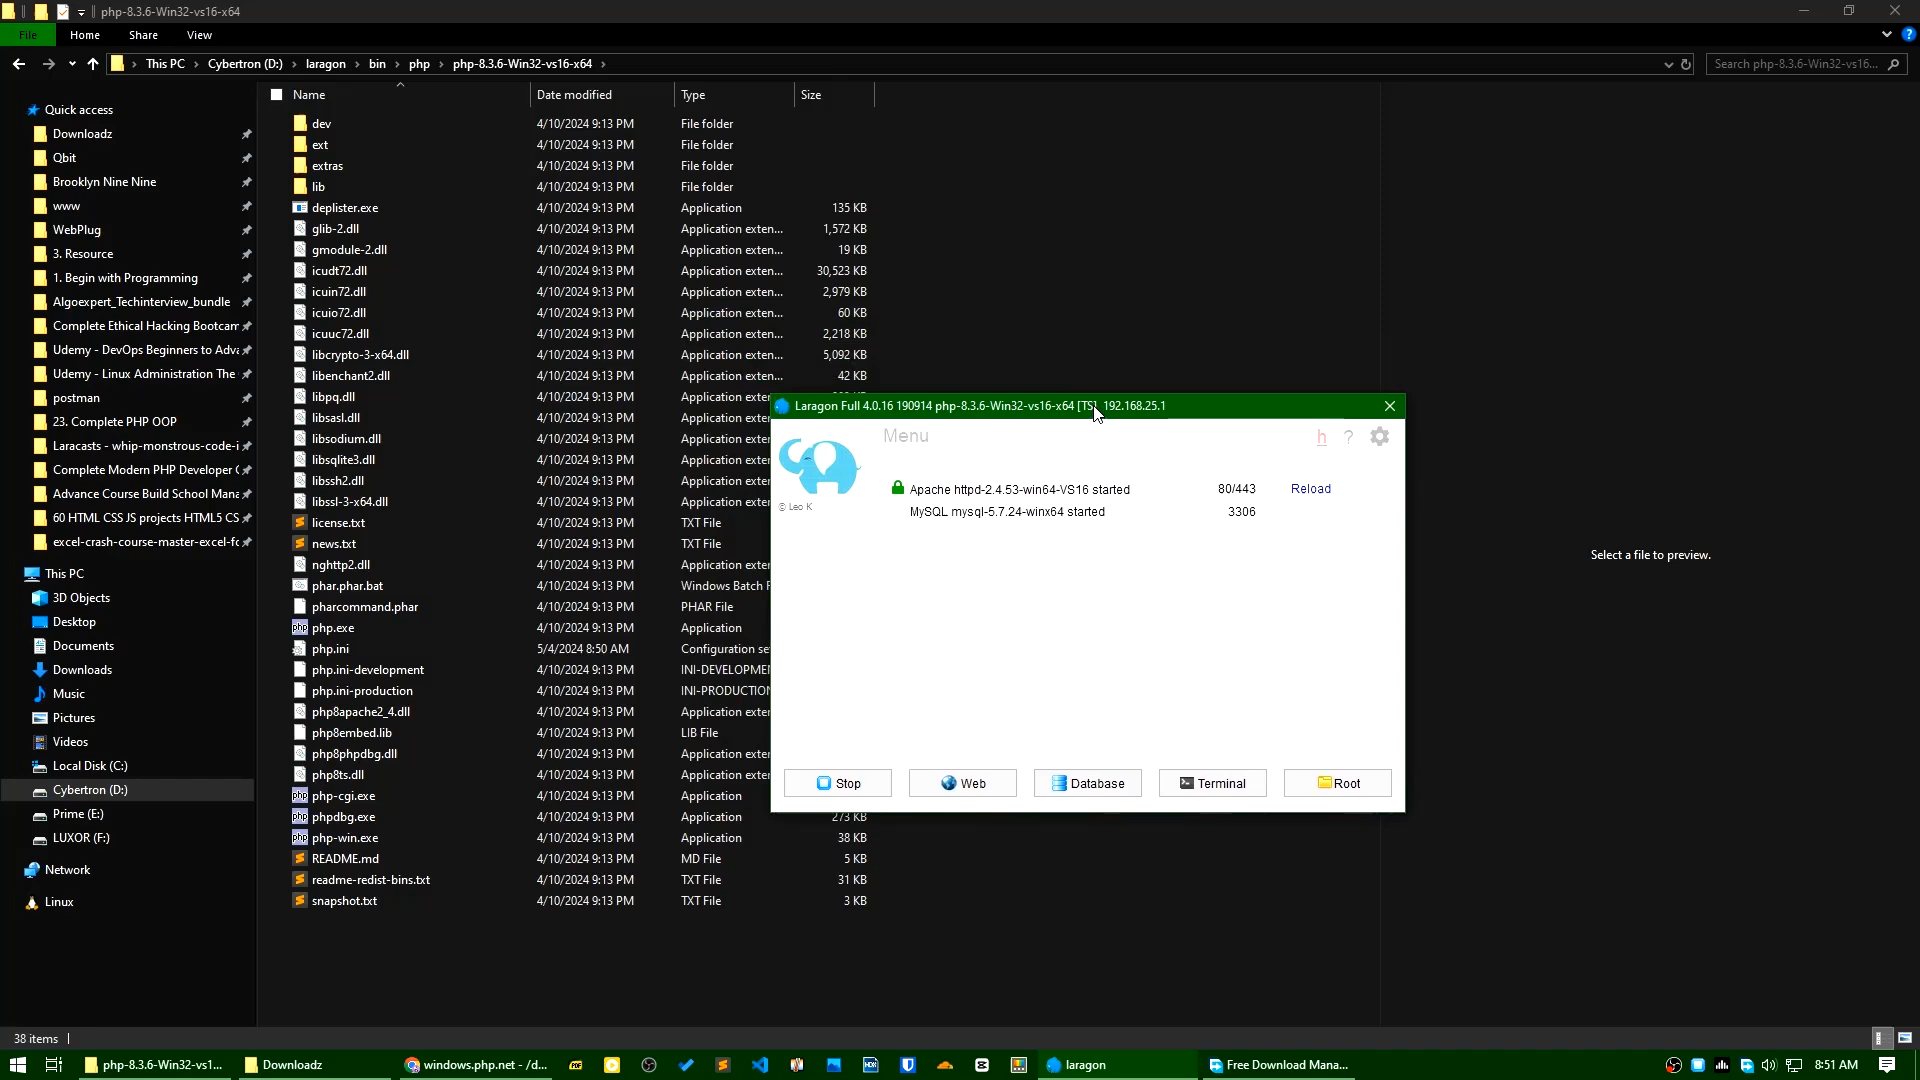 php-8.3.6-Win32-vs16-x64
File
Home
Share
View
This PC
Cybertron (D:)
laragon
bin
php
php-8.3.6-Win32-vs16-x64
Search php-8.3.6-Win32-vs16...
Name
Date modified
Type
Size
Quick access
Downloadz
Qbit
Brooklyn Nine Nine
www
WebPlug
3. Resource
1. Begin with Programming
Algoexpert_Techinterview_bundle
Complete Ethical Hacking Bootcam
Udemy - DevOps Beginners to Adva
Udemy - Linux Administration The
postman
23. Complete PHP OOP
Laracasts - whip-monstrous-code-i
Complete Modern PHP Developer (
Advance Course Build School Mana
60 HTML CSS JS projects HTML5 CS
excel-crash-course-master-excel-fc
This PC
3D Objects
Desktop
Documents
Downloads
Music
Pictures
Videos
Local Disk (C:)
Cybertron (D:)
Prime (E:)
LUXOR (F:)
Network
Linux
dev 4/10/2024 9:13 PM File folder
ext 4/10/2024 9:13 PM File folder
extras 4/10/2024 9:13 PM File folder
lib 4/10/2024 9:13 PM File folder
deplister.exe 4/10/2024 9:13 PM Application 135 KB
glib-2.dll 4/10/2024 9:13 PM Application exten... 1,572 KB
gmodule-2.dll 4/10/2024 9:13 PM Application exten... 19 KB
icudt72.dll 4/10/2024 9:13 PM Application exten... 30,523 KB
icuin72.dll 4/10/2024 9:13 PM Application exten... 2,979 KB
icuio72.dll 4/10/2024 9:13 PM Application exten... 60 KB
icuuc72.dll 4/10/2024 9:13 PM Application exten... 2,218 KB
libcrypto-3-x64.dll 4/10/2024 9:13 PM Application exten... 5,092 KB
libenchant2.dll 4/10/2024 9:13 PM Application exten... 42 KB
libpq.dll 4/10/2024 9:13 PM Application exten...
libsasl.dll 4/10/2024 9:13 PM Application
libsodium.dll 4/10/2024 9:13 PM Application
libsqlite3.dll 4/10/2024 9:13 PM Application
libssh2.dll 4/10/2024 9:13 PM Application
libssl-3-x64.dll 4/10/2024 9:13 PM Application
license.txt 4/10/2024 9:13 PM TXT File
news.txt 4/10/2024 9:13 PM TXT File
nghttp2.dll 4/10/2024 9:13 PM Application
phar.phar.bat 4/10/2024 9:13 PM Windows Batch
pharcommand.phar 4/10/2024 9:13 PM PHAR File
php.exe 4/10/2024 9:13 PM Application
php.ini 5/4/2024 8:50 AM Configuration se
php.ini-development 4/10/2024 9:13 PM INI-DEVELOPME
php.ini-production 4/10/2024 9:13 PM INI-PRODUCTION
php8apache2_4.dll 4/10/2024 9:13 PM Application
php8embed.lib 4/10/2024 9:13 PM LIB File
php8phpdbg.dll 4/10/2024 9:13 PM Application
php8ts.dll 4/10/2024 9:13 PM Application
php-cgi.exe 4/10/2024 9:13 PM Application
phpdbg.exe 4/10/2024 9:13 PM Application 273 KB
php-win.exe 4/10/2024 9:13 PM Application 38 KB
README.md 4/10/2024 9:13 PM MD File 5 KB
readme-redist-bins.txt 4/10/2024 9:13 PM TXT File 31 KB
snapshot.txt 4/10/2024 9:13 PM TXT File 3 KB
Laragon Full 4.0.16 190914 php-8.3.6-Win32-vs16-x64 [TS] 192.168.25.1
Menu
h ?
© Leo K
Apache httpd-2.4.53-win64-VS16 started 80/443 Reload
MySQL mysql-5.7.24-winx64 started 3306
Stop
Web
Database
Terminal
Root
Select a file to preview.
38 items
php-8.3.6-Win32-vs1...
Downloadz
windows.php.net - /d...
laragon
Free Download Mana...
8:51 AM